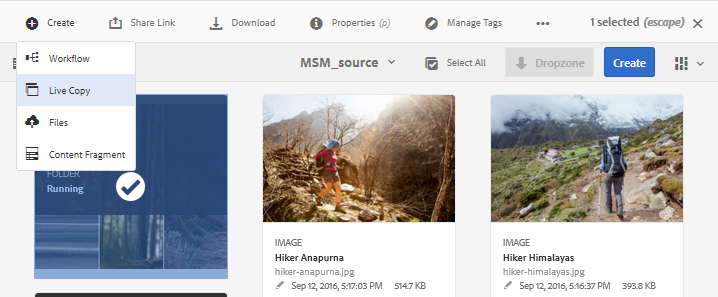 Create Share Link Download Properties (p) Manage Tags ••• 1 selected (escape)
Workflow
MSM_source Select All Dropzone Create
Live Copy
Files
Content Fragment
FOLDER
Running
IMAGE IMAGE
Hiker Anapurna Hiker Himalayas
hiker-anapurna.jpg hiker-himalayas.jpg
Sep 12, 2016, 5:17:03 PM 514.7 KB Sep 12, 2016, 5:16:37 PM 393.8 KB